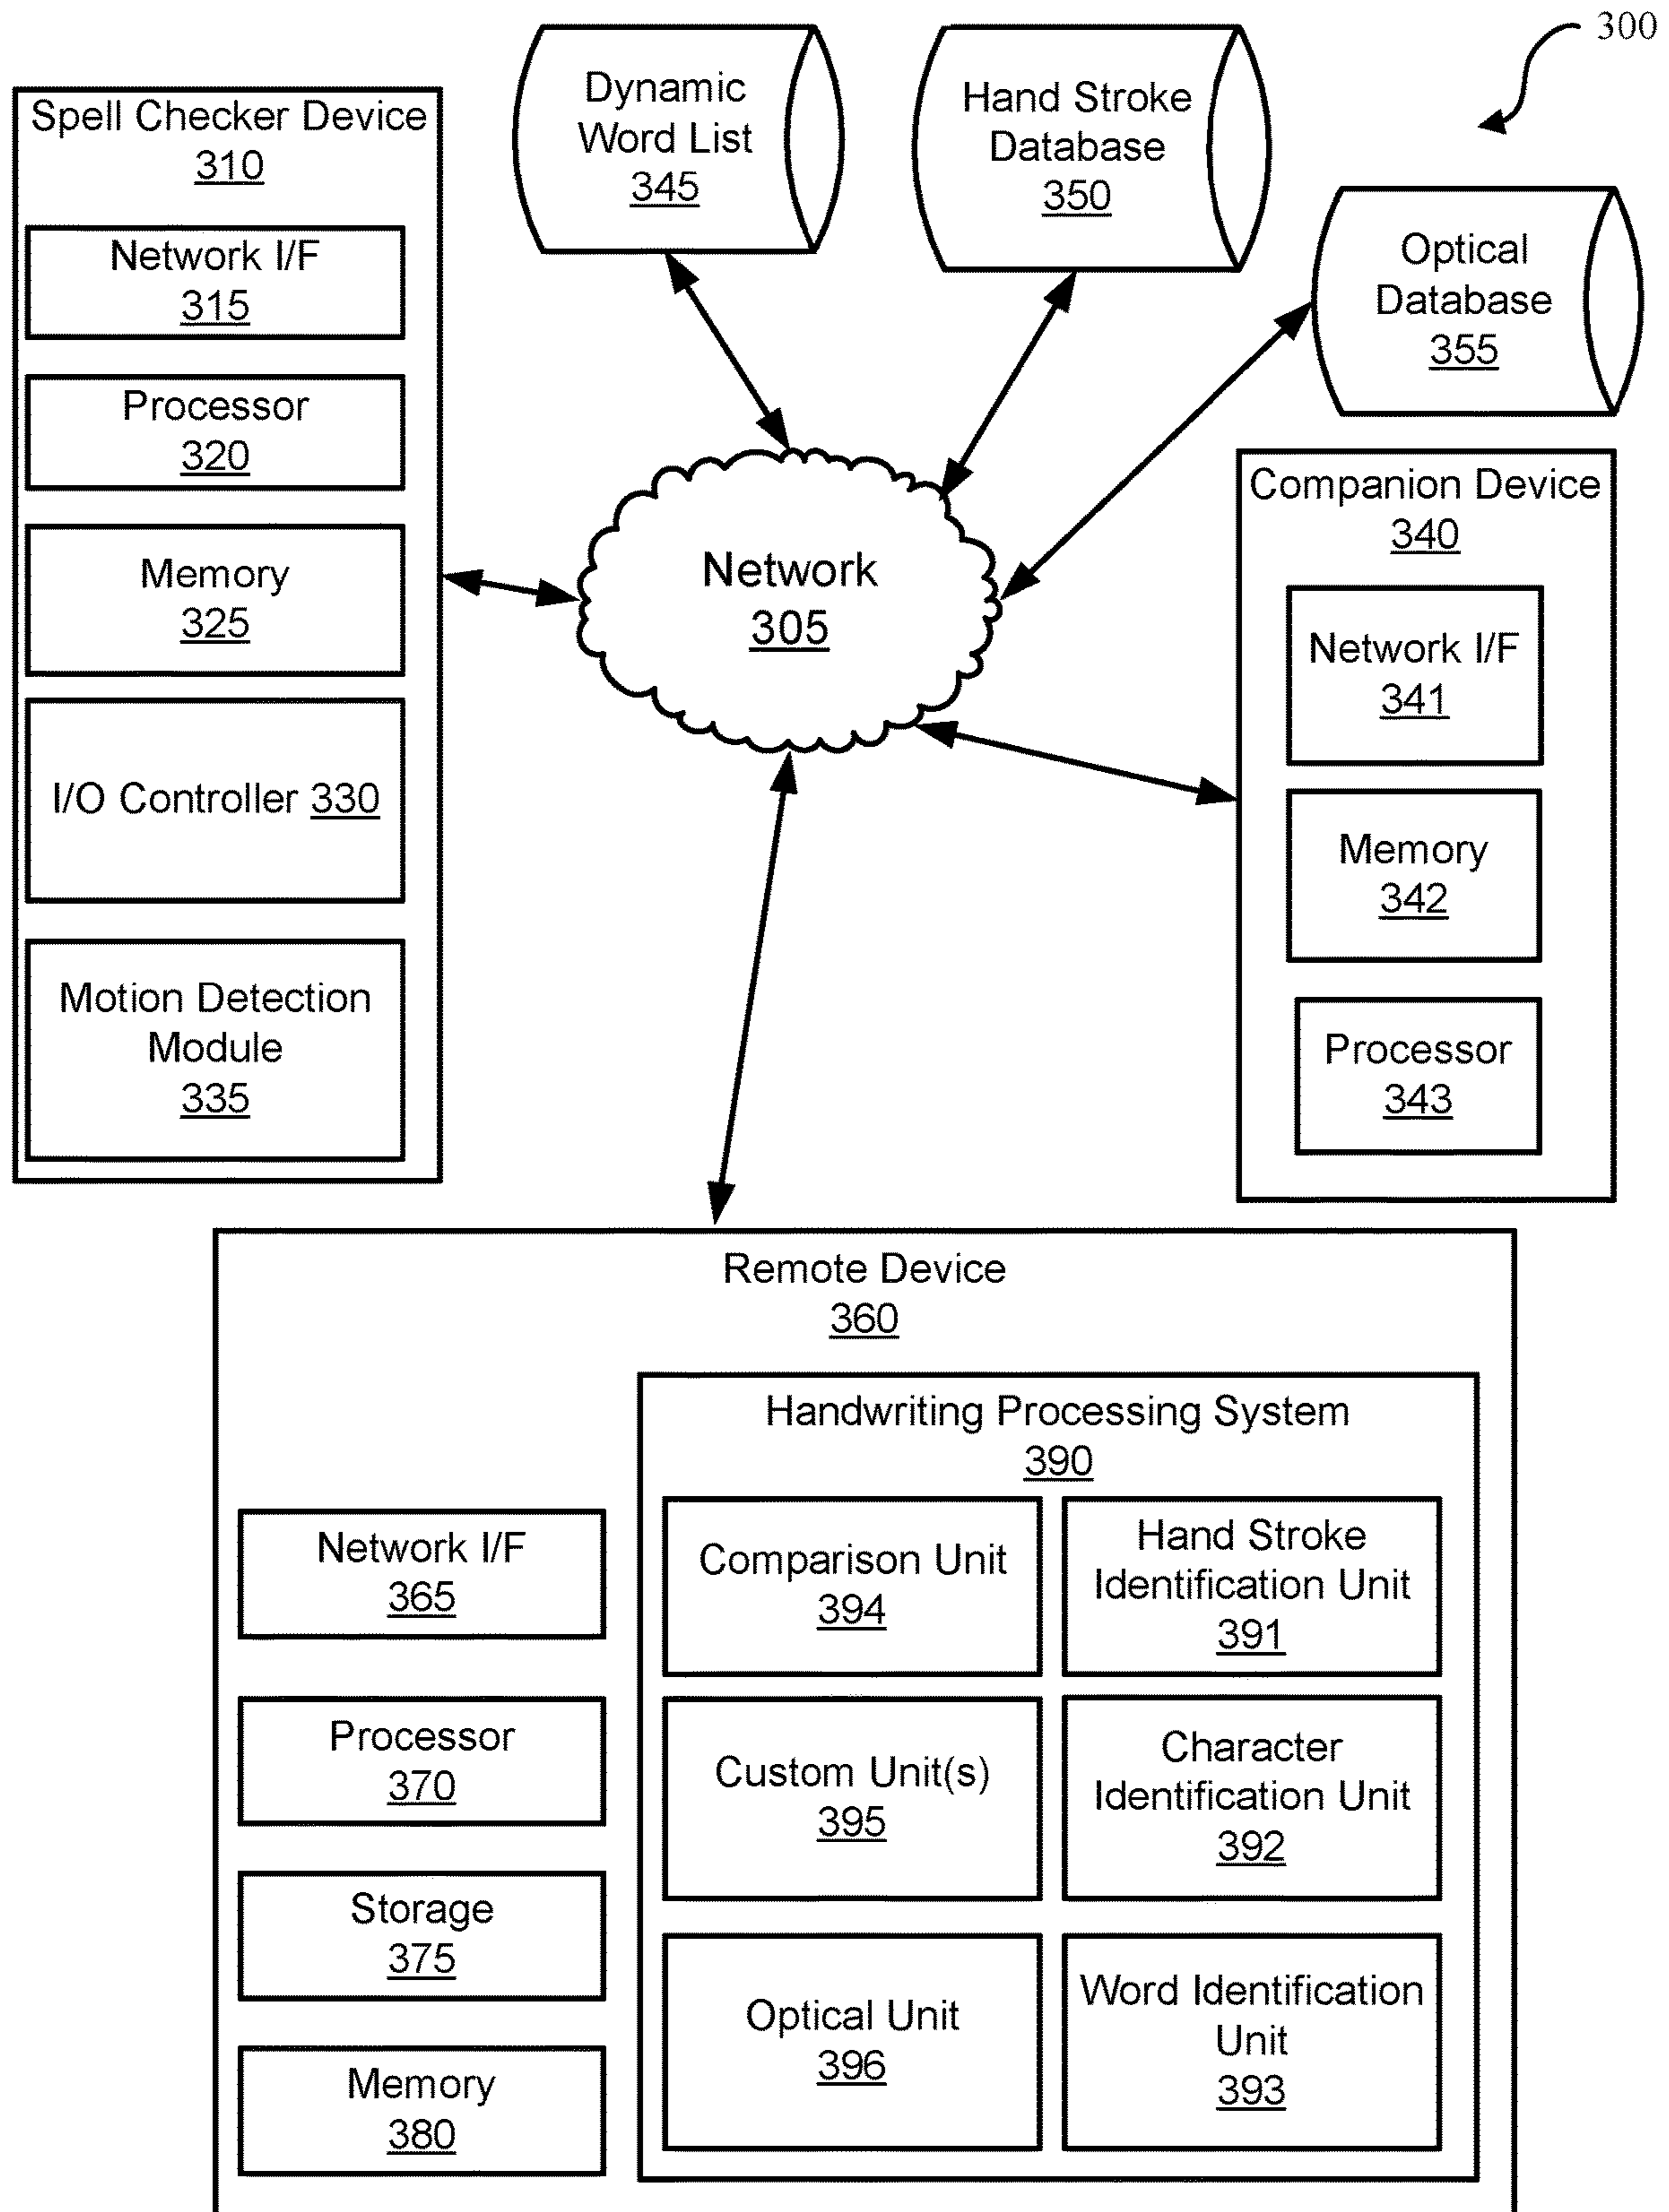 300
Spell Checker Device
310
Network I/F
315
Processor
320
Memory
325
I/O Controller 330
Motion Detection
Module
335
Dynamic
Word List
345
Hand Stroke
Database
350
Optical
Database
355
Network
305
Companion Device
340
Network I/F
341
Memory
342
Processor
343
Remote Device
360
Network I/F
365
Processor
370
Storage
375
Memory
380
Handwriting Processing System
390
Comparison Unit
394
Hand Stroke
Identification Unit
391
Custom Unit(s)
395
Character
Identification Unit
392
Optical Unit
396
Word Identification
Unit
393